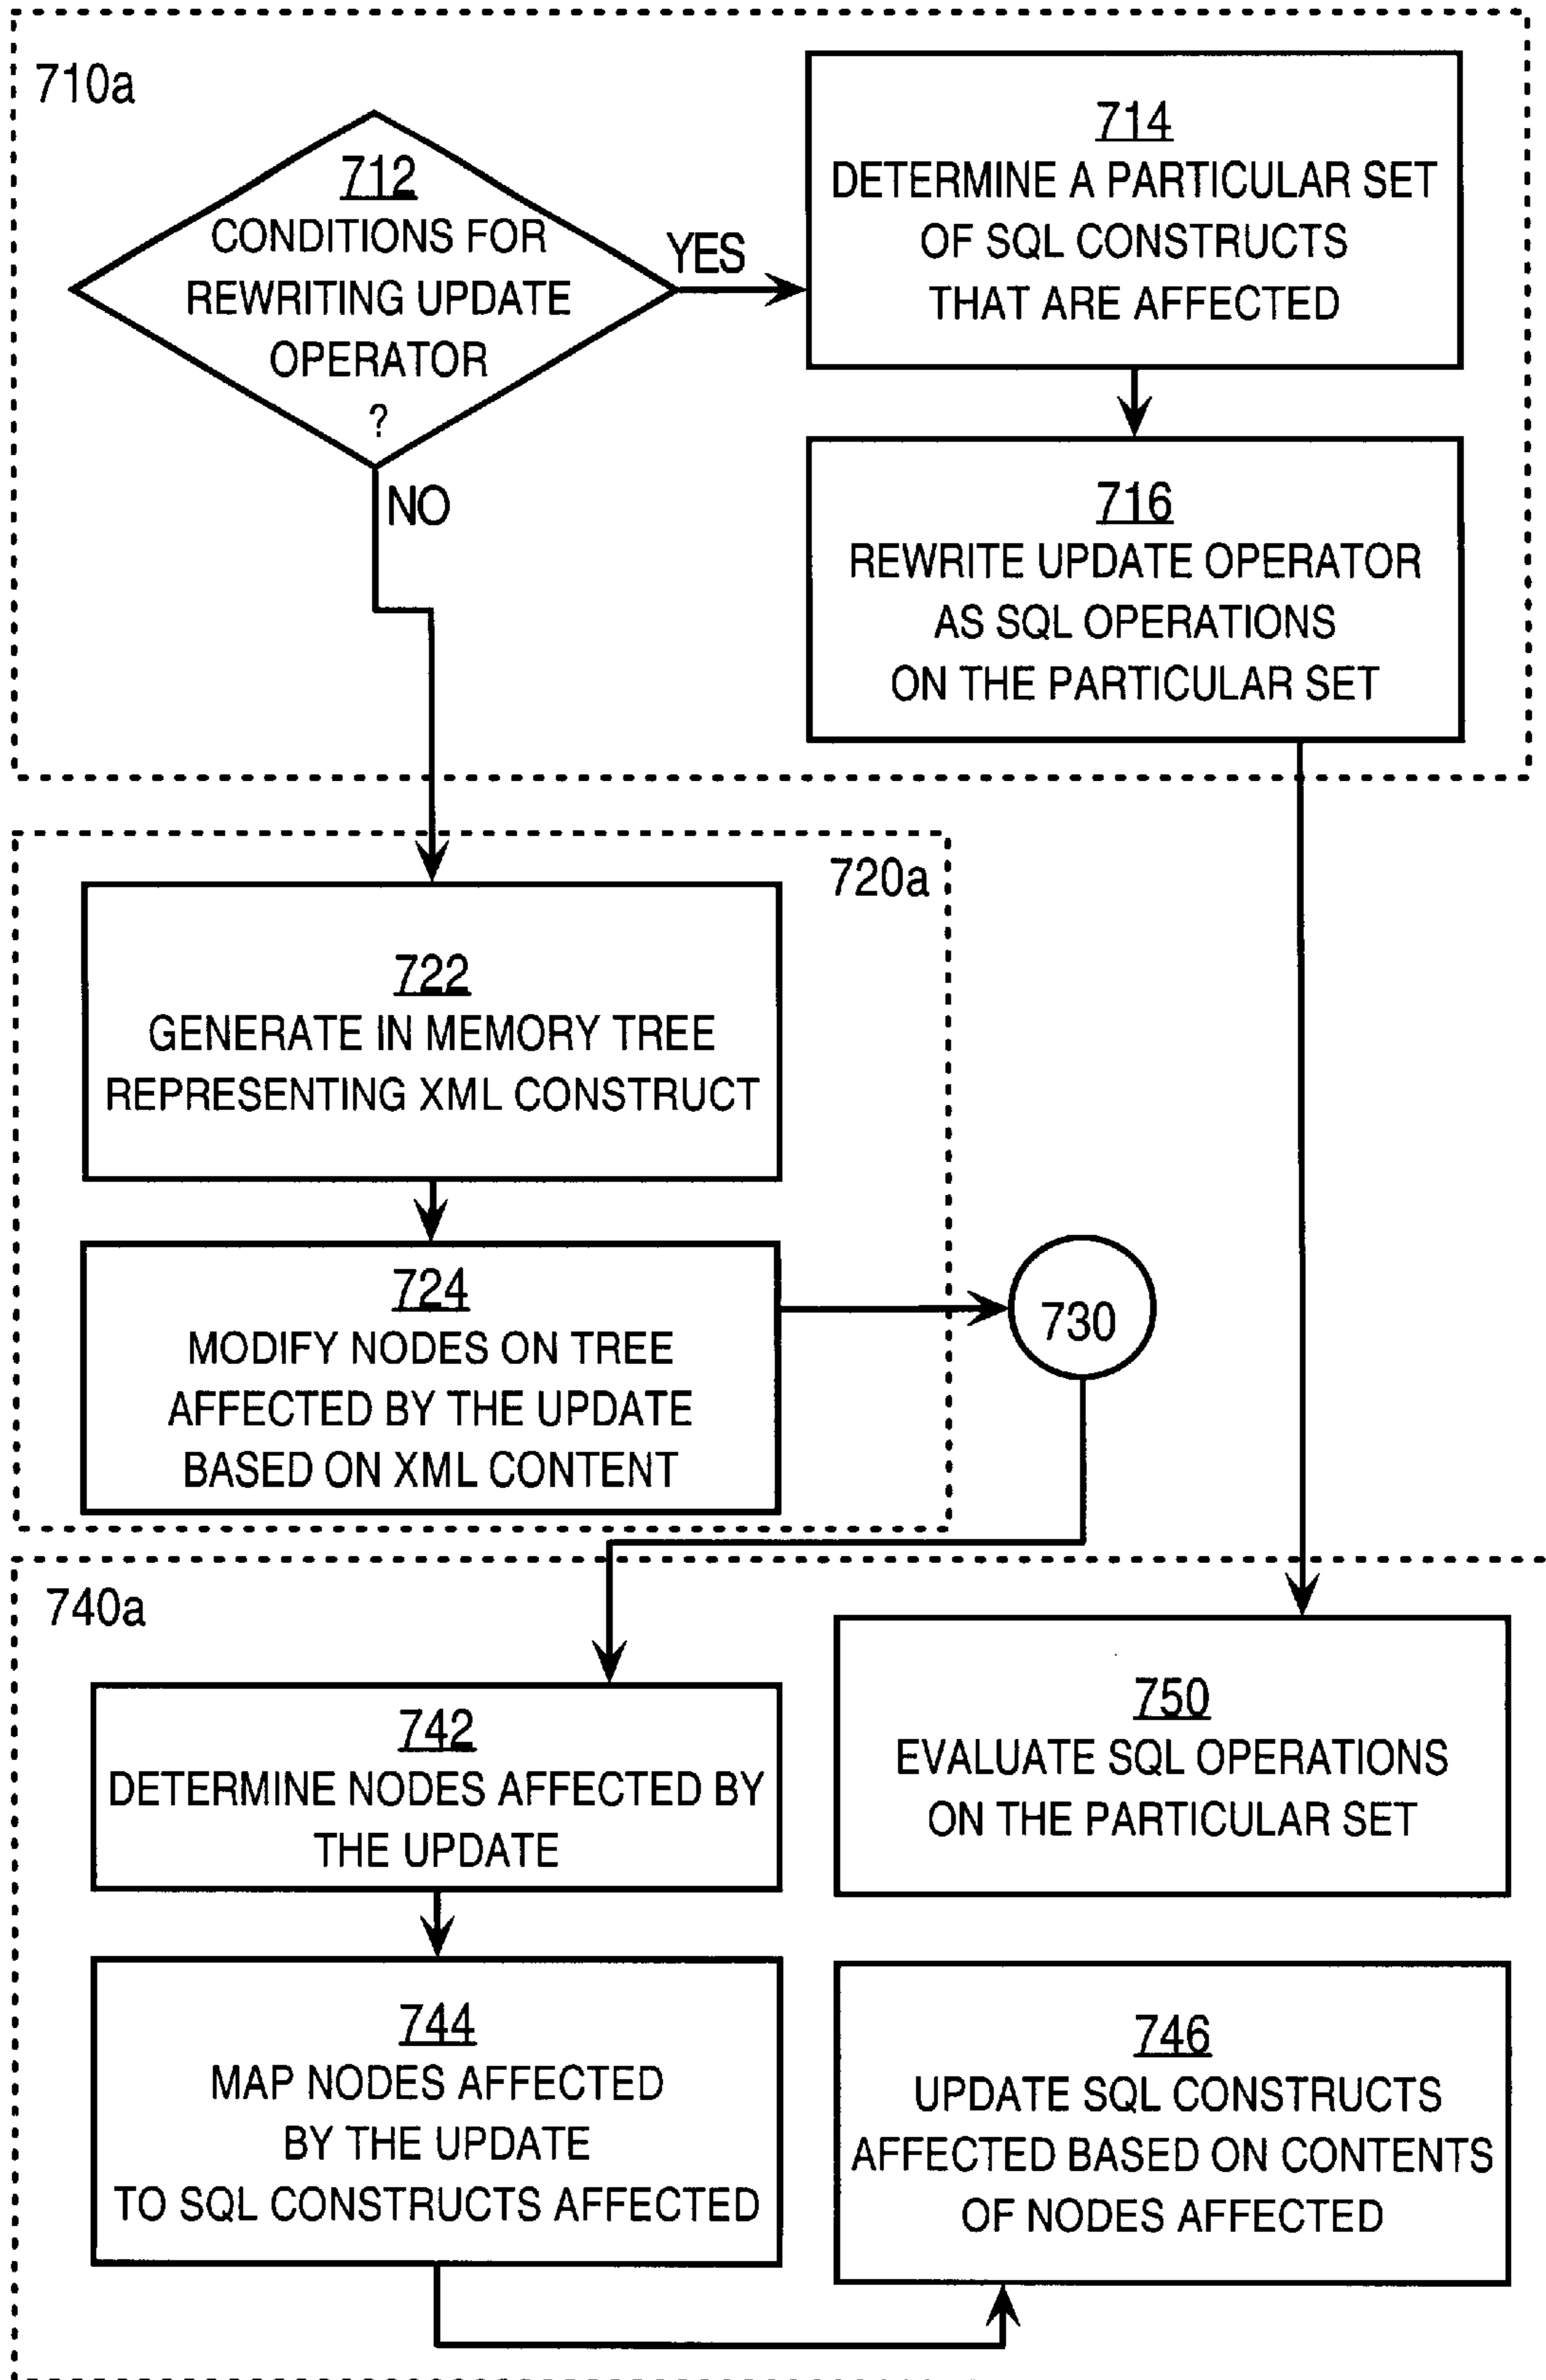 710a
712
CONDITIONS FOR
REWRITING UPDATE
OPERATOR
?
YES
NO
714
DETERMINE A PARTICULAR SET
OF SQL CONSTRUCTS
THAT ARE AFFECTED
716
REWRITE UPDATE OPERATOR
AS SQL OPERATIONS
ON THE PARTICULAR SET
720a
722
GENERATE IN MEMORY TREE
REPRESENTING XML CONSTRUCT
724
MODIFY NODES ON TREE
AFFECTED BY THE UPDATE
BASED ON XML CONTENT
730
740a
742
DETERMINE NODES AFFECTED BY
THE UPDATE
750
EVALUATE SQL OPERATIONS
ON THE PARTICULAR SET
744
MAP NODES AFFECTED
BY THE UPDATE
TO SQL CONSTRUCTS AFFECTED
746
UPDATE SQL CONSTRUCTS
AFFECTED BASED ON CONTENTS
OF NODES AFFECTED